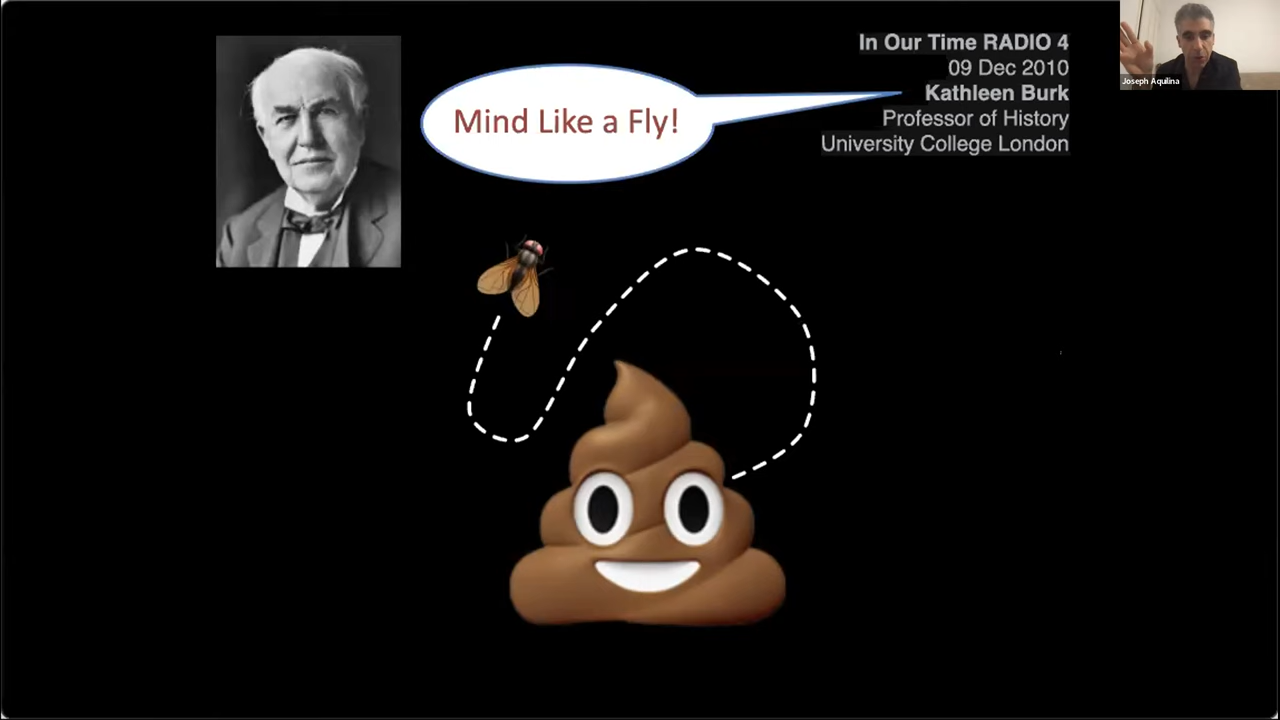 Mind Like a Fly!
In Our Time RADIO 4
09 Dec 2010
Kathleen Burk
Professor of History
University College London
Joseph Aquilina